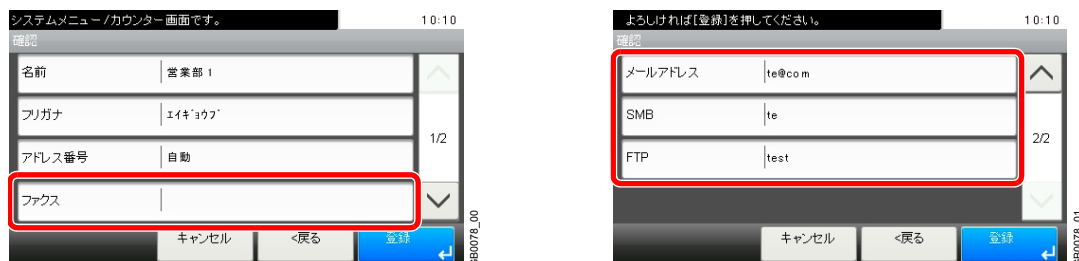 システムメニュー/カウンター画面です。 10:10
確認
名前 営業部 1
フリガナ エイギョウブ
アドレス番号 自動
1/2
ファクス
キャンセル <戻る 登録
GB0078_00
よろしければ[登録]を押してください。 10:10
確認
メールアドレス te@com
SMB te
2/2
FTP test
キャンセル <戻る 登録
GB0078_01